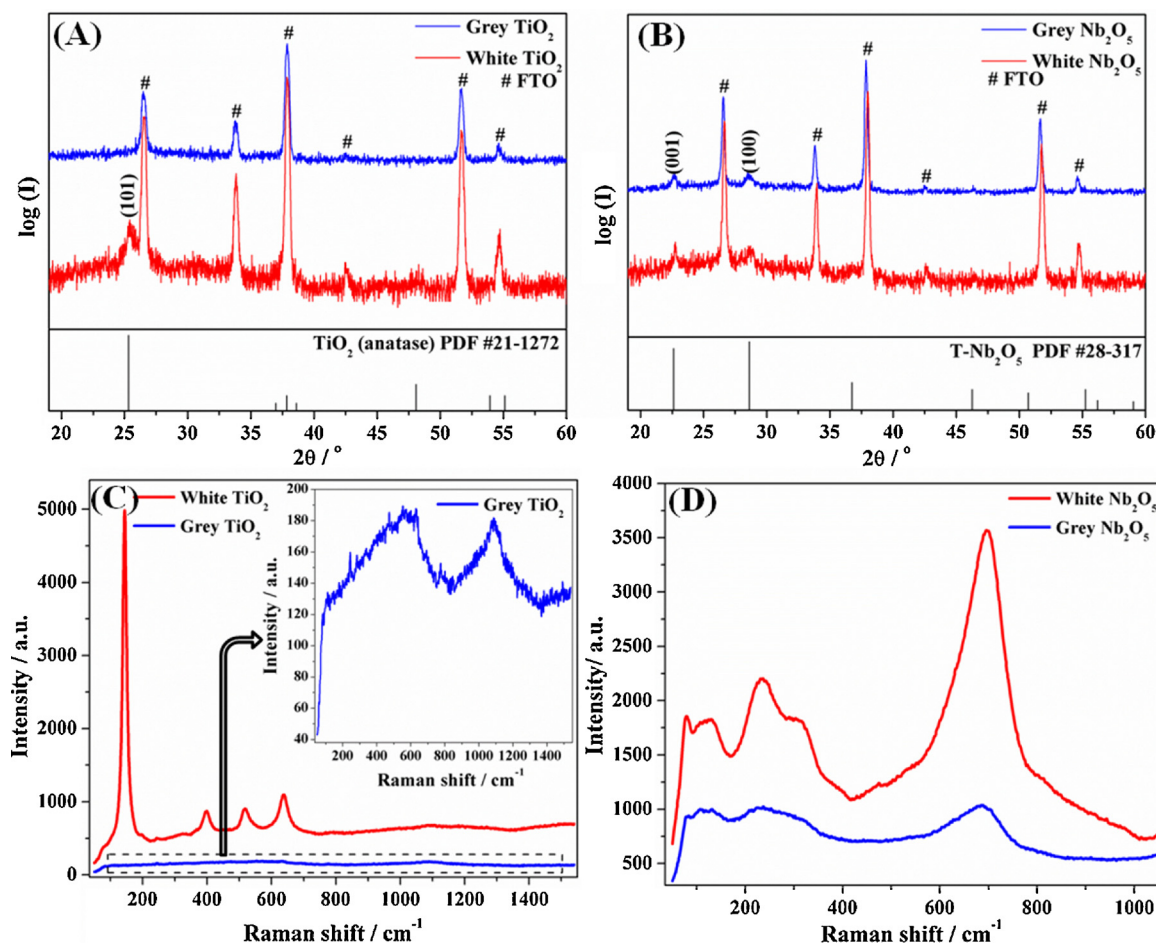 (A)
Grey TiO₂
White TiO₂
# FTO
#
#
#
#
#
#
(101)
log (I)
TiO₂ (anatase) PDF #21-1272
20 25 30 35 40 45 50 55 60
2θ / °
(B)
Grey Nb₂O₅
White Nb₂O₅
# FTO
#
#
#
#
#
#
(001)
(100)
log (I)
T-Nb₂O₅ PDF #28-317
20 25 30 35 40 45 50 55 60
2θ / °
(C)
White TiO₂
Grey TiO₂
5000
4000
3000
2000
1000
0
Intensity / a.u.
200 400 600 800 1000 1200 1400
Raman shift / cm⁻¹
Grey TiO₂
200
180
160
140
120
100
80
60
40
Intensity / a.u.
200 400 600 800 1000 1200 1400
Raman shift / cm⁻¹
(D)
White Nb₂O₅
Grey Nb₂O₅
4000
3500
3000
2500
2000
1500
1000
500
Intensity/ a.u.
200 400 600 800 1000
Raman shift / cm⁻¹